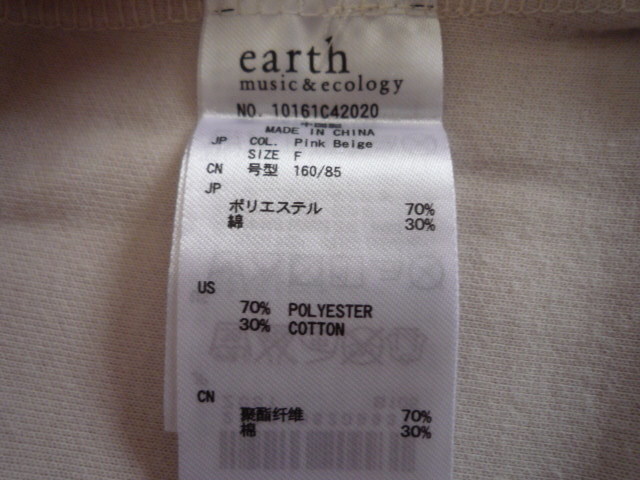 earth
music&ecology
NO. 10161C42020
MADE IN CHINA
JP COL. Pink Beige
SIZE F
CN 号型 160/85
JP
ポリエステル 70%
綿 30%
US
70% POLYESTER
30% COTTON
CN
聚酯纤维 70%
棉 30%